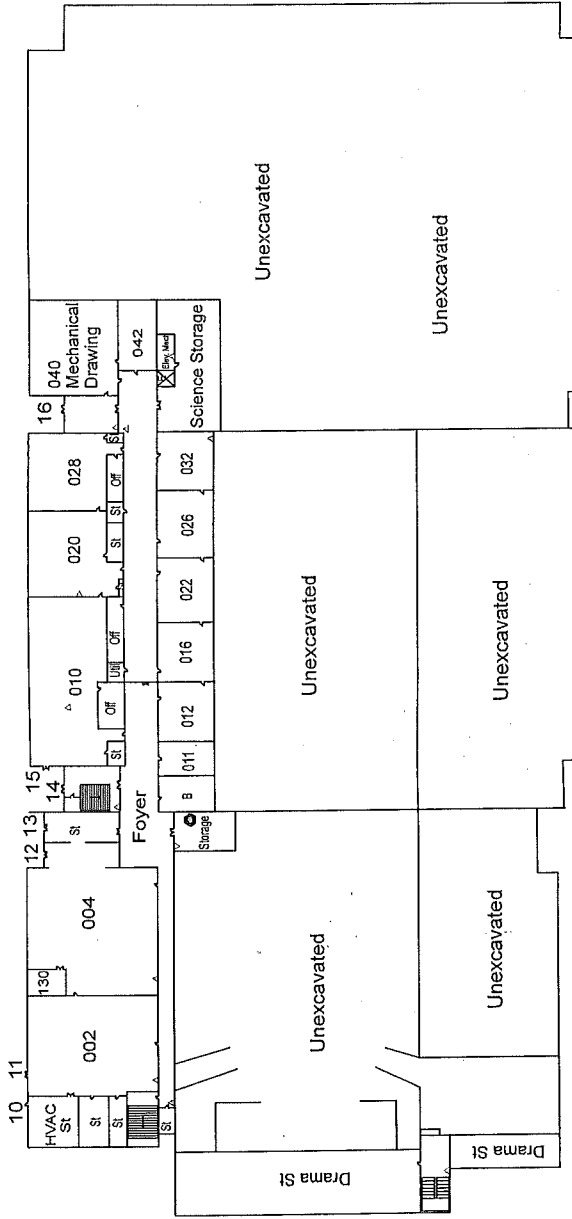 Unexcavated
Unexcavated
040
Mechanical
Drawing
042
Elev. Mech
E
Science Storage
16
028
St
Off
032
St
020
St
026
022
Unexcavated
Unexcavated
010
Off
Util
016
Off
012
St
011
B
15
14
13
12
St
Foyer
Storage
004
130
Unexcavated
Unexcavated
002
11
10
HVAC
St
St
St
St
Drama St
Drama St